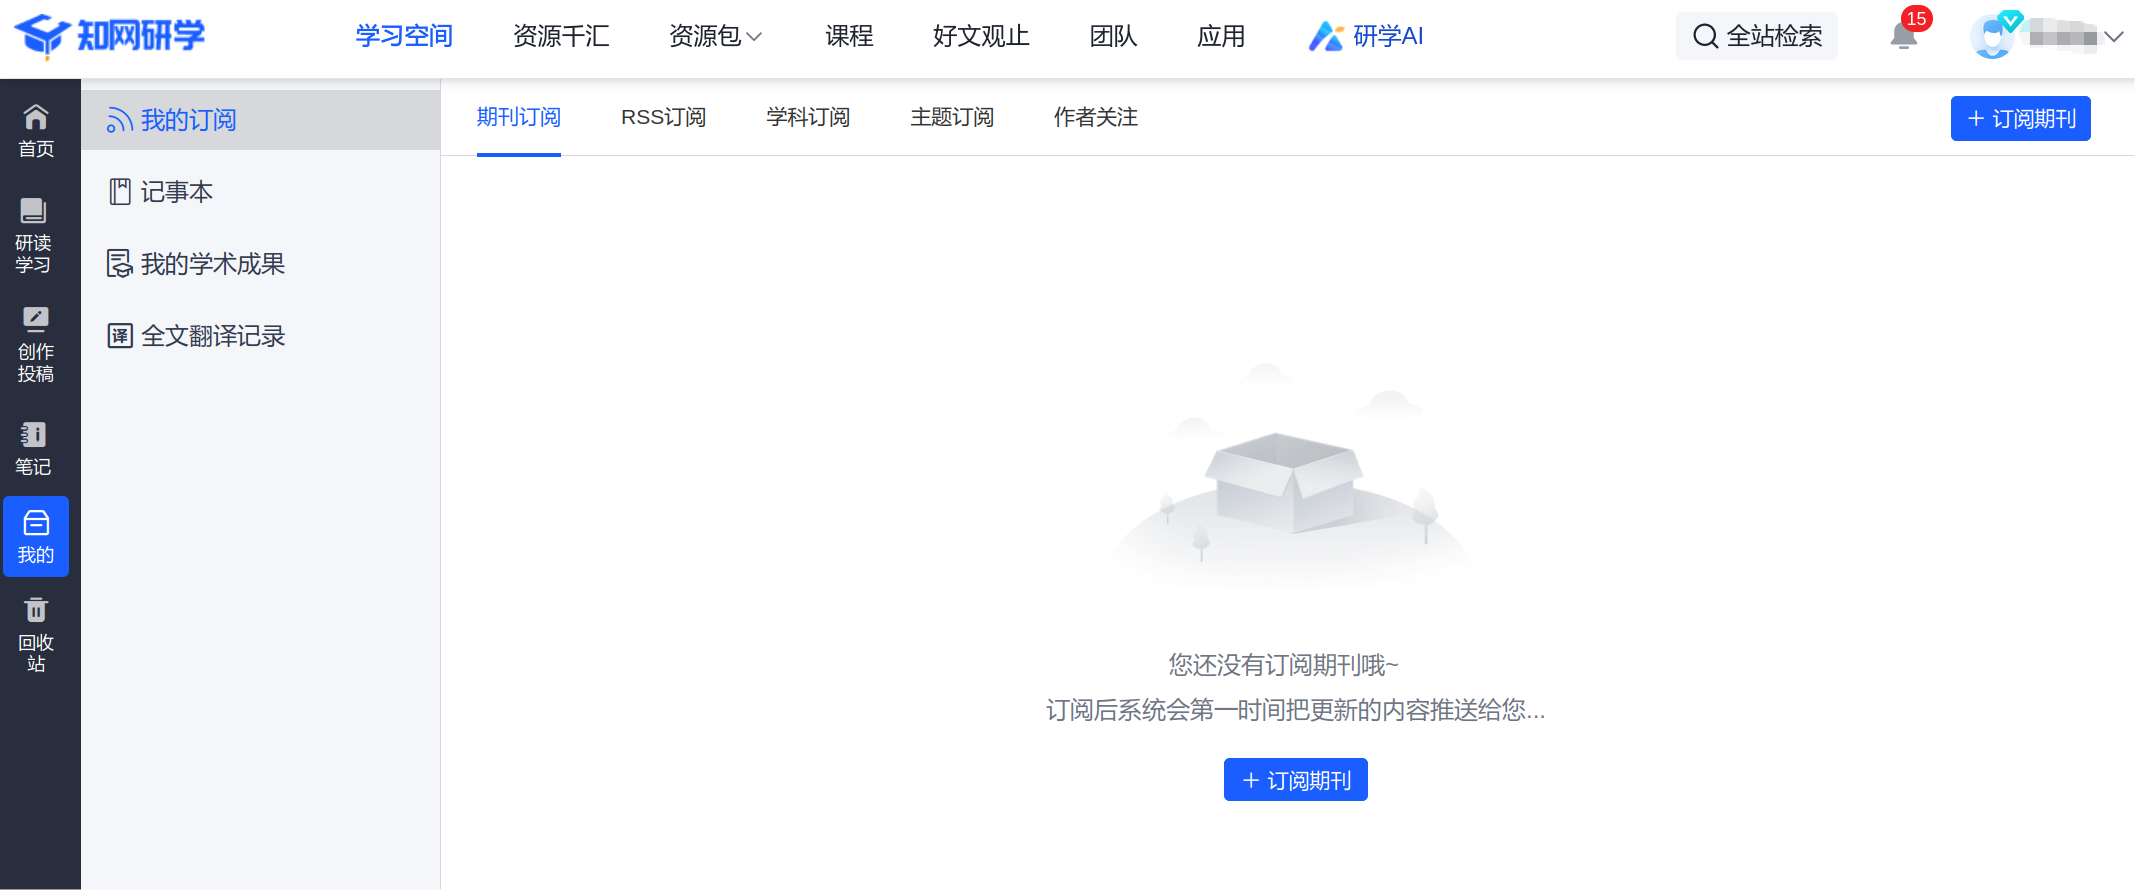 知网研学
学习空间 资源千汇 资源包 课程 好文观止 团队 应用 研学AI 全站检索 15
首页
研读
学习
创作
投稿
笔记
我的
回收
站
我的订阅
记事本
我的学术成果
译 全文翻译记录
期刊订阅 RSS订阅 学科订阅 主题订阅 作者关注 + 订阅期刊
您还没有订阅期刊哦~
订阅后系统会第一时间把更新的内容推送给您...
+ 订阅期刊